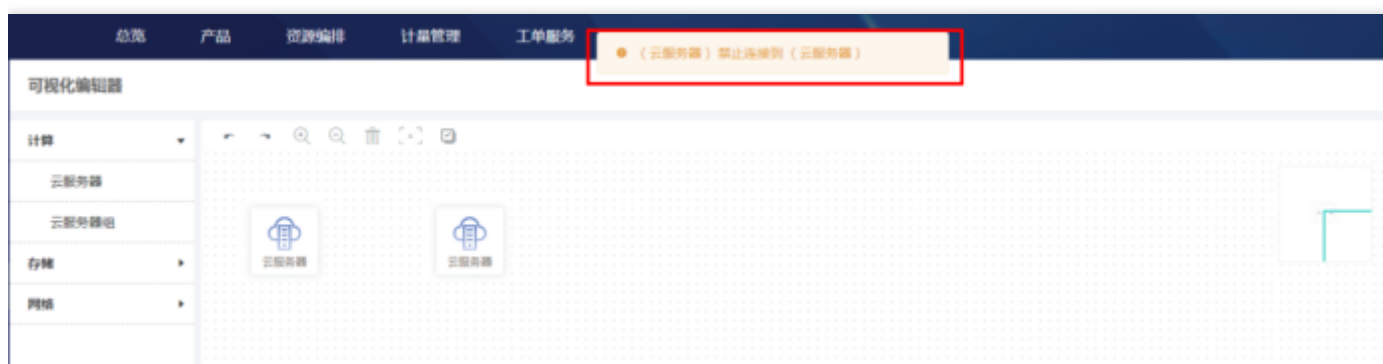 总览 产品 资源编排 计量管理 工单服务
（云服务器）禁止连接到（云服务器）
可视化编辑器
计算
云服务器
云服务器组
存储
网络
云服务器 云服务器